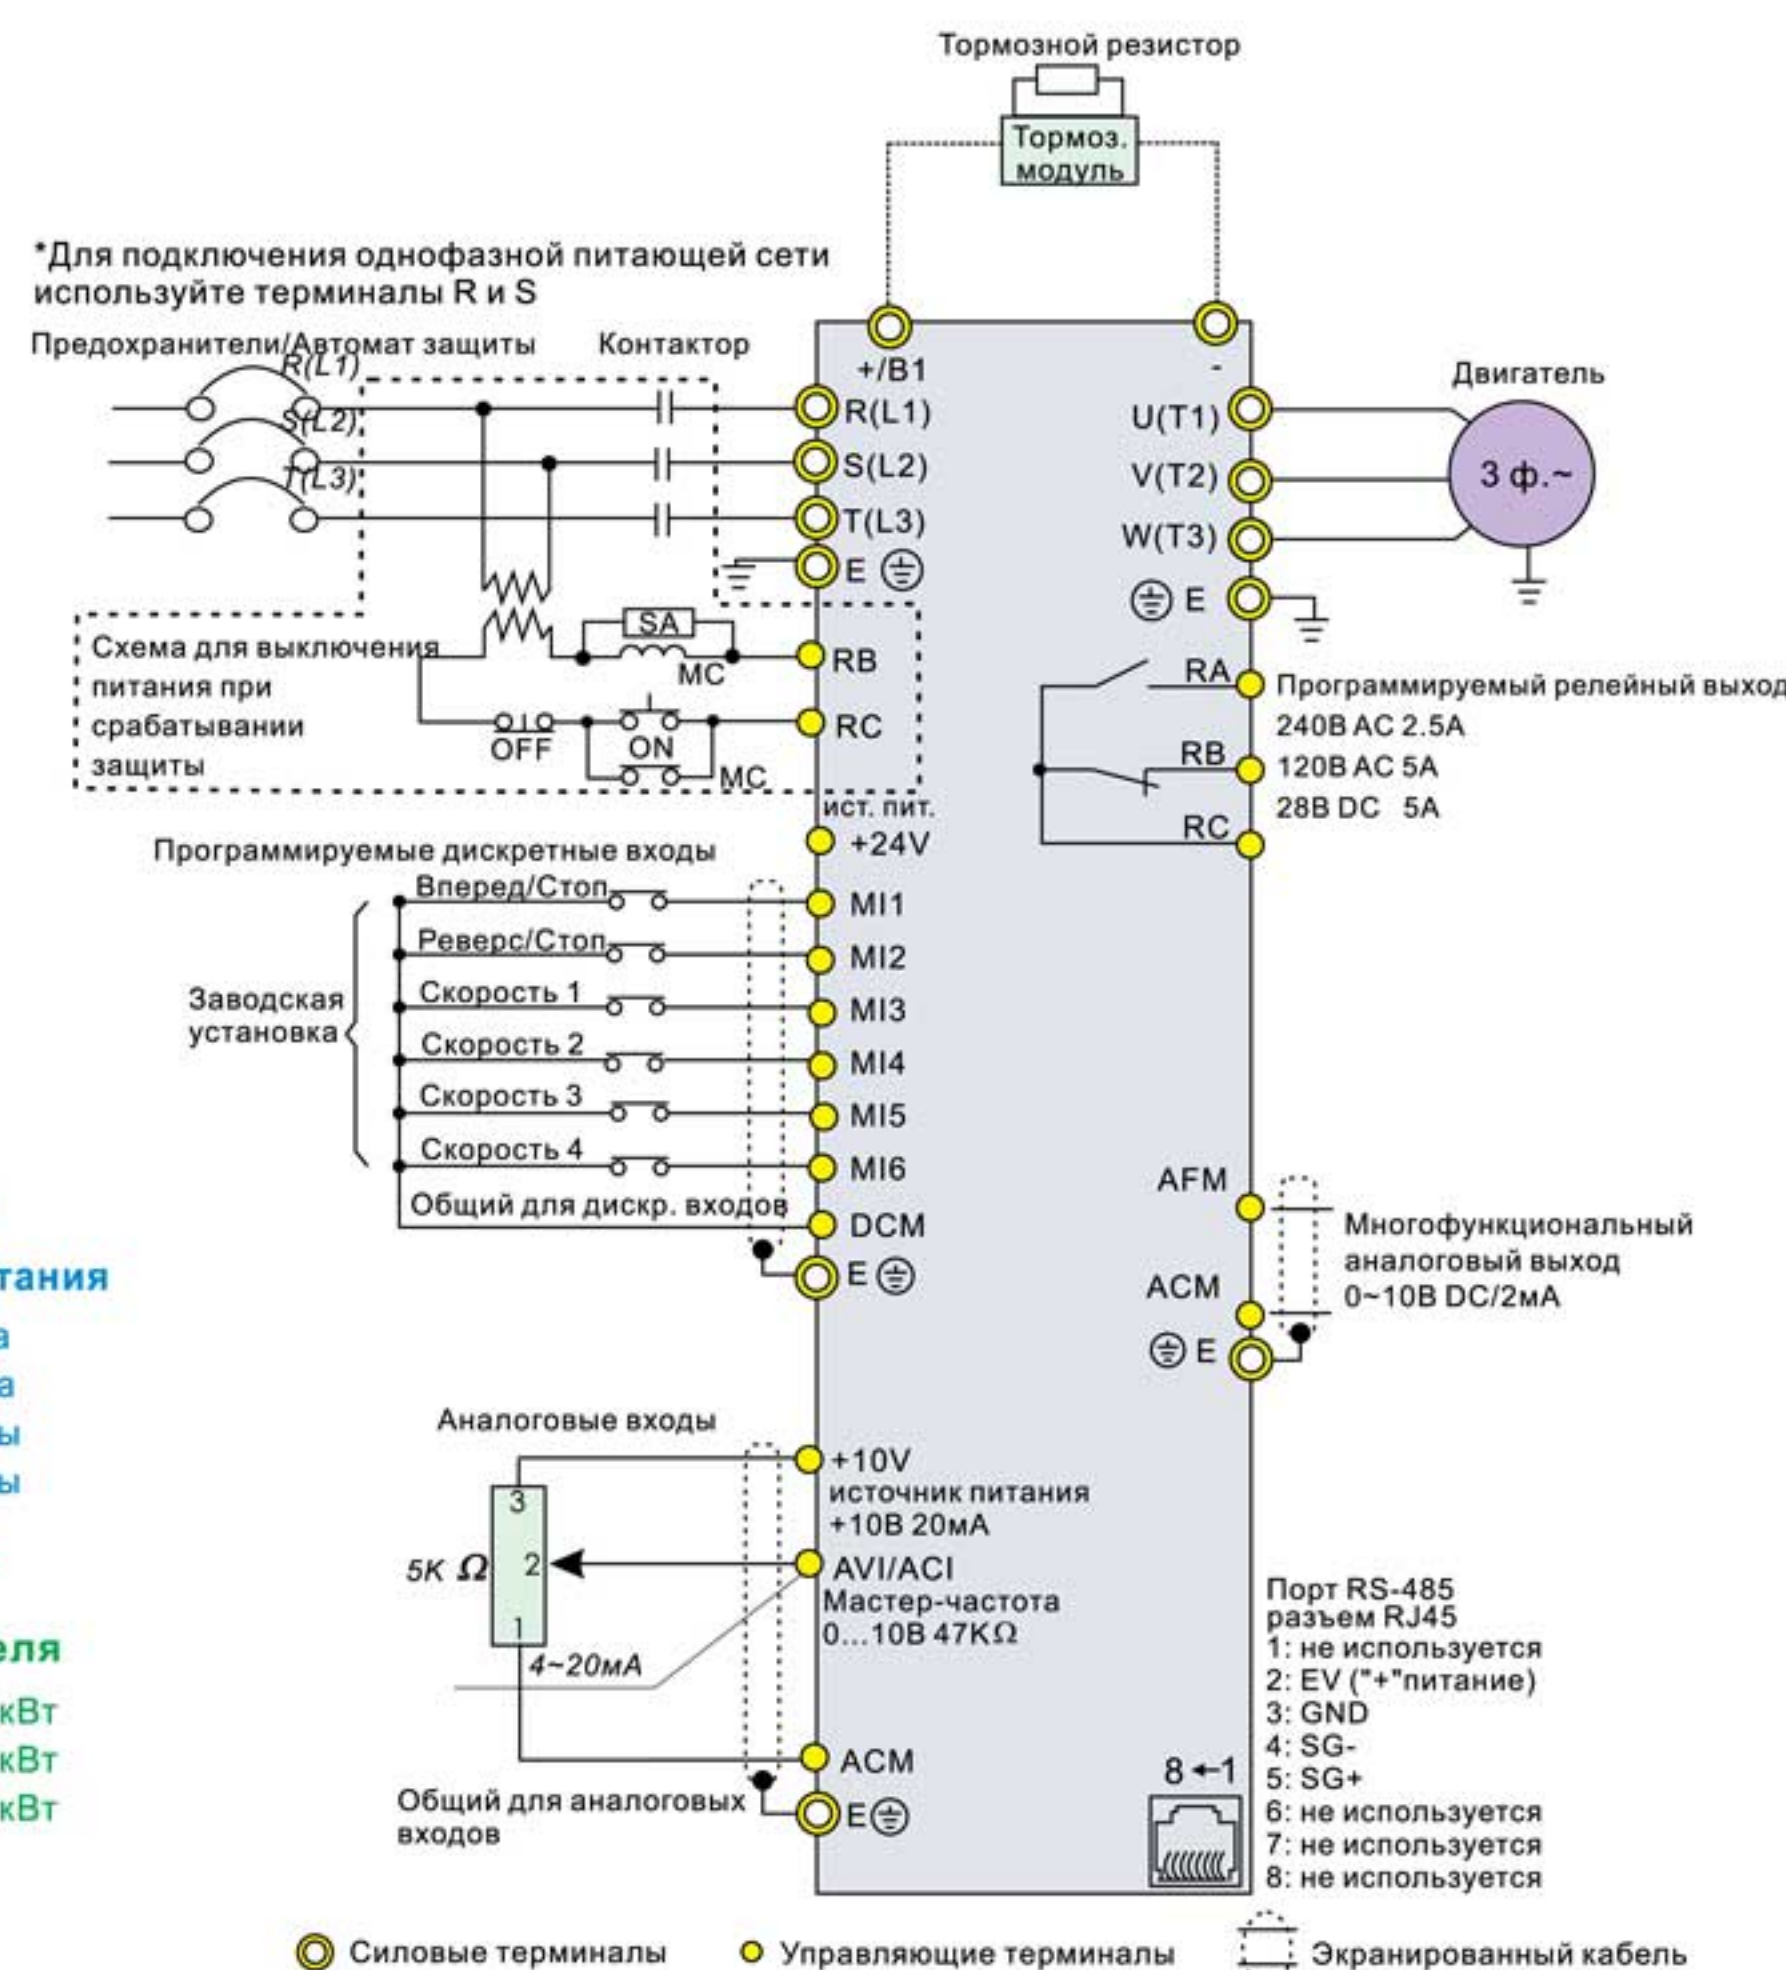 Тормозной резистор
Тормоз.
модуль
*Для подключения однофазной питающей сети
используйте терминалы R и S
Предохранители/Автомат защиты
Контактор
R(L1)
S(L2)
T(L3)
+/B1
-
R(L1)
S(L2)
T(L3)
E
U(T1)
V(T2)
W(T3)
E
Двигатель
3 ф.~
Схема для выключения
питания при
срабатывании
защиты
SA
MC
RB
OFF
ON
MC
RC
RA
RB
RC
Программируемый релейный выход
240В AC 2.5A
120В AC 5A
28В DC 5A
ист. пит.
+24V
Программируемые дискретные входы
Вперед/Стоп
MI1
Реверс/Стоп
MI2
Скорость 1
MI3
Скорость 2
MI4
Скорость 3
MI5
Скорость 4
MI6
Заводская
установка
Общий для дискр. входов
DCM
E
AFM
ACM
E
Многофункциональный
аналоговый выход
0~10В DC/2мА
тания
а
а
ы
ы
еля
кВт
кВт
кВт
Аналоговые входы
+10V
источник питания
+10В 20мА
3
2
1
5K Ω
AVI/ACI
Мастер-частота
0...10В 47KΩ
4~20мА
ACM
E
Общий для аналоговых
входов
Порт RS-485
разъем RJ45
1: не используется
2: EV ("+"питание)
3: GND
4: SG-
5: SG+
6: не используется
7: не используется
8: не используется
8←1
Силовые терминалы
Управляющие терминалы
Экранированный кабель